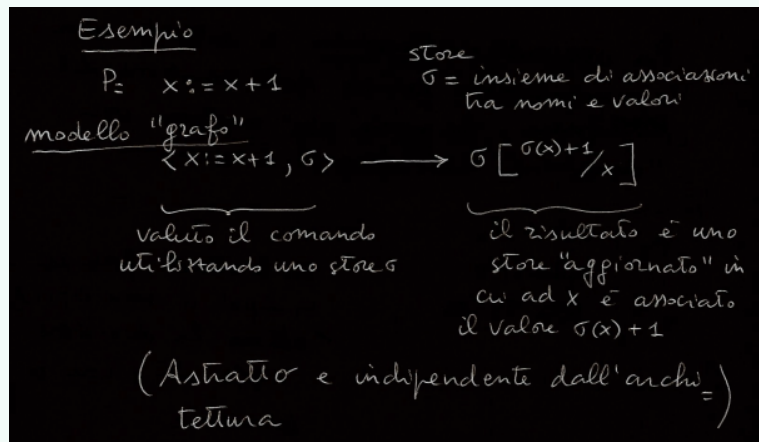 Esempio
P= x:=x+1
store
σ = insieme di associazioni
tra nomi e valori
modello "grafo"
<x:=x+1, σ> ⟶ σ[σ(x)+1/x]
valuto il comando
utilizzando uno store σ
il risultato è uno
store "aggiornato" in
cui ad x è associato
il valore σ(x)+1
(Astratto e indipendente dall'archi=
tettura)